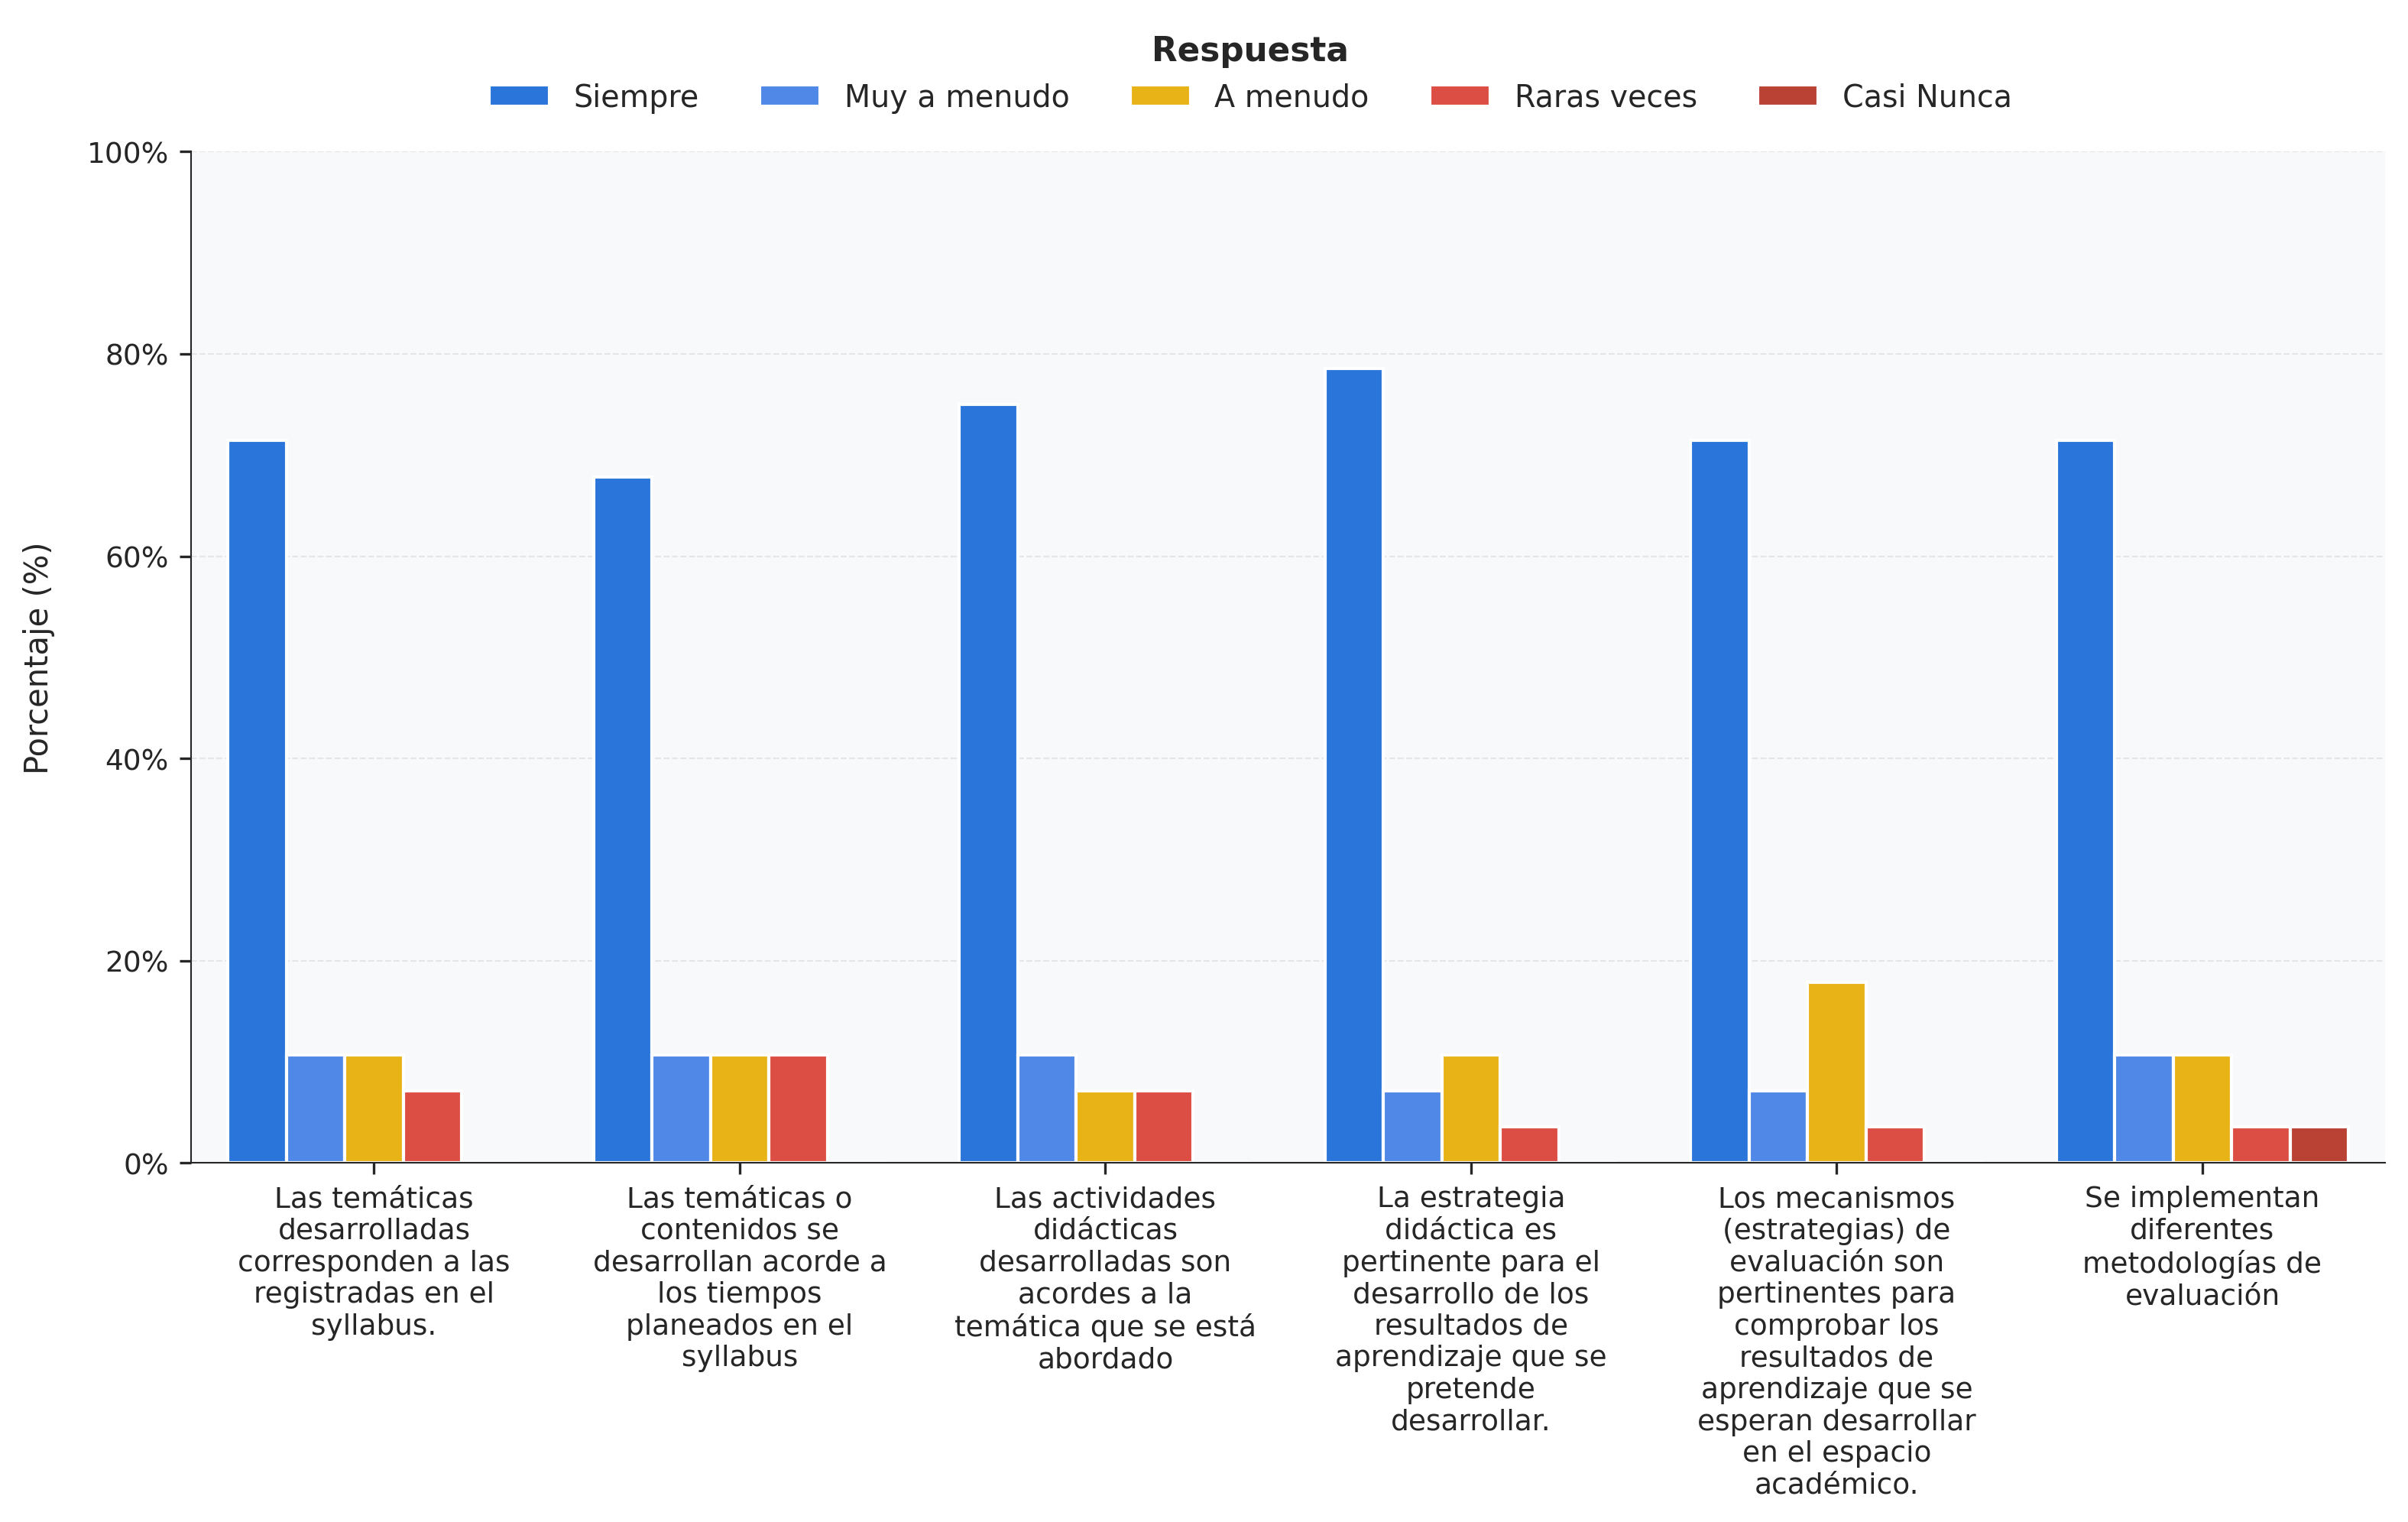 Respuesta
Siempre Muy a menudo A menudo Raras veces Casi Nunca
Porcentaje (%)
100%
80%
60%
40%
20%
0%
Las temáticas
desarrolladas
corresponden a las
registradas en el
syllabus.
Las temáticas o
contenidos se
desarrollan acorde a
los tiempos
planeados en el
syllabus
Las actividades
didácticas
desarrolladas son
acordes a la
temática que se está
abordado
La estrategia
didáctica es
pertinente para el
desarrollo de los
resultados de
aprendizaje que se
pretende
desarrollar.
Los mecanismos
(estrategias) de
evaluación son
pertinentes para
comprobar los
resultados de
aprendizaje que se
esperan desarrollar
en el espacio
académico.
Se implementan
diferentes
metodologías de
evaluación